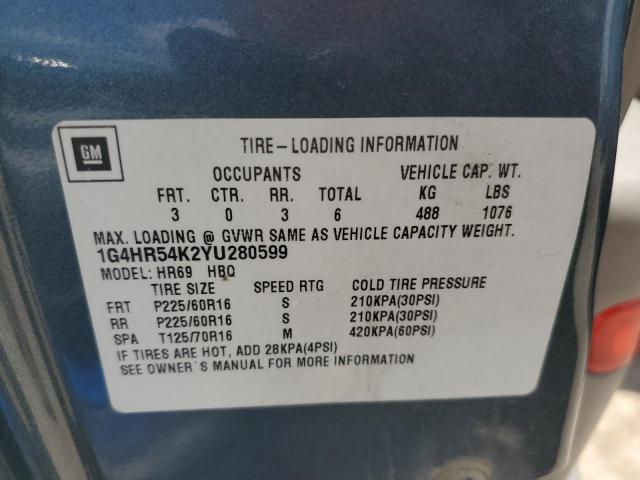 GM
TIRE-LOADING INFORMATION
OCCUPANTS VEHICLE CAP. WT.
FRT. CTR. RR. TOTAL KG LBS
3 0 3 6 488 1076
MAX. LOADING @ GVWR SAME AS VEHICLE CAPACITY WEIGHT.
1G4HR54K2YU280599
MODEL: HR69 HBQ
TIRE SIZE SPEED RTG COLD TIRE PRESSURE
FRT P225/60R16 S 210KPA(30PSI)
RR P225/60R16 S 210KPA(30PSI)
SPA T125/70R16 M 420KPA(60PSI)
IF TIRES ARE HOT, ADD 28KPA(4PSI)
SEE OWNER'S MANUAL FOR MORE INFORMATION